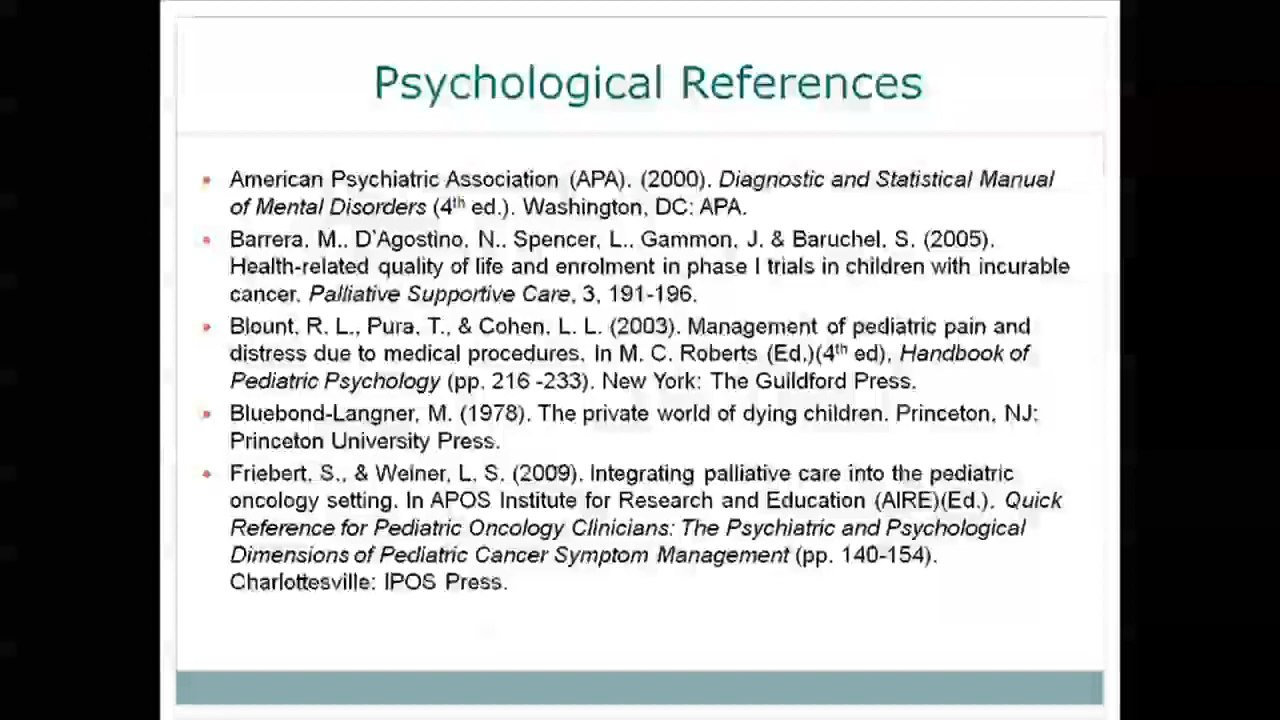 Psychological References
• American Psychiatric Association (APA). (2000). Diagnostic and Statistical Manual
of Mental Disorders (4th ed.). Washington, DC: APA.
• Barrera, M., D'Agostino, N., Spencer, L., Gammon, J. & Baruchel, S. (2005).
Health-related quality of life and enrolment in phase I trials in children with incurable
cancer. Palliative Supportive Care, 3, 191-196.
• Blount, R. L., Pura, T., & Cohen, L. L. (2003). Management of pediatric pain and
distress due to medical procedures. In M. C. Roberts (Ed.)(4th ed), Handbook of
Pediatric Psychology (pp. 216 -233). New York: The Guildford Press.
• Bluebond-Langner, M. (1978). The private world of dying children. Princeton, NJ:
Princeton University Press.
• Friebert, S., & Weiner, L. S. (2009). Integrating palliative care into the pediatric
oncology setting. In APOS Institute for Research and Education (AIRE)(Ed.). Quick
Reference for Pediatric Oncology Clinicians: The Psychiatric and Psychological
Dimensions of Pediatric Cancer Symptom Management (pp. 140-154).
Charlottesville: IPOS Press.